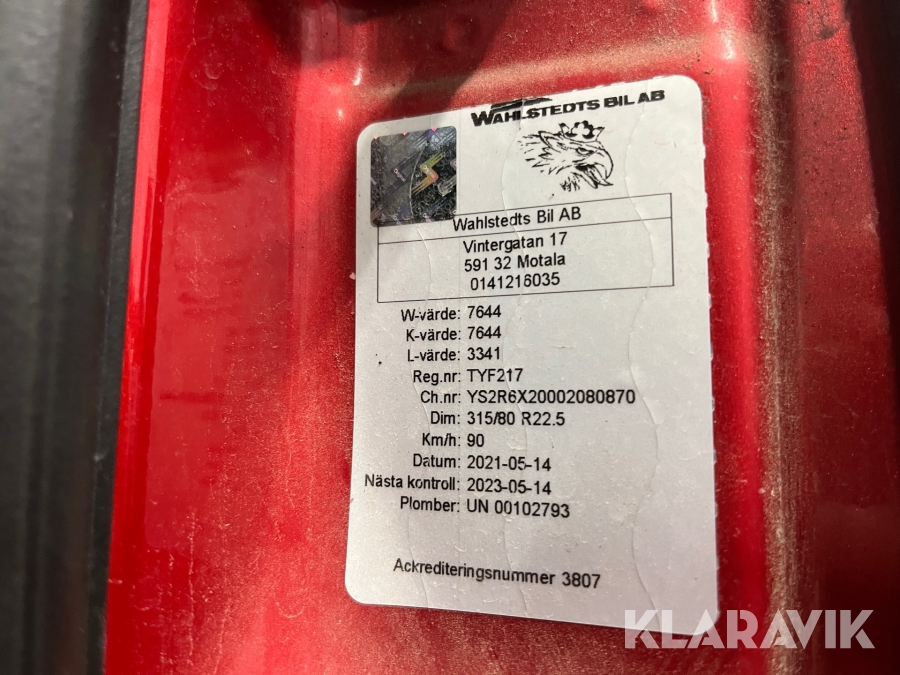 WAHLSTEDTS BIL AB
Wahlstedts Bil AB
Vintergatan 17
591 32 Motala
0141216035
W-värde: 7644
K-värde: 7644
L-värde: 3341
Reg.nr: TYF217
Ch.nr: YS2R6X20002080870
Dim: 315/80 R22.5
Km/h: 90
Datum: 2021-05-14
Nästa kontroll: 2023-05-14
Plomber: UN 00102793
Ackrediteringsnummer 3807
KLARAVIK